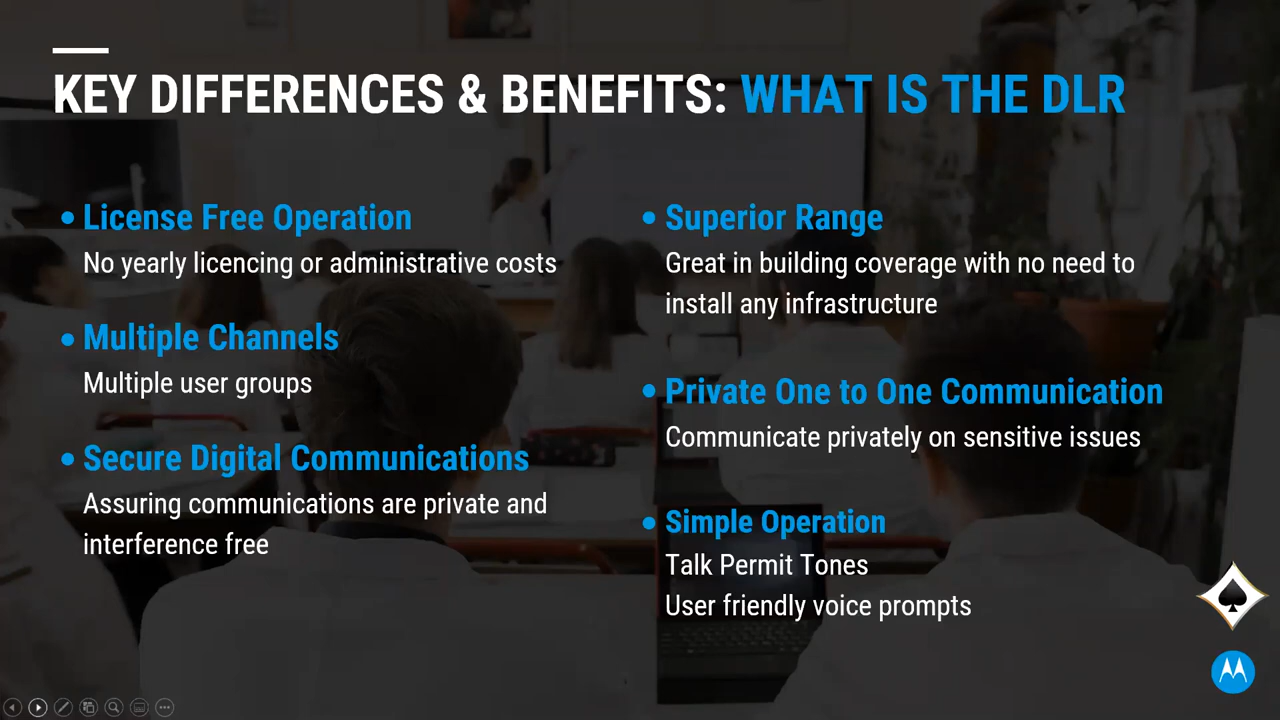 KEY DIFFERENCES & BENEFITS: WHAT IS THE DLR
• License Free Operation
No yearly licencing or administrative costs
• Multiple Channels
Multiple user groups
• Secure Digital Communications
Assuring communications are private and
interference free
• Superior Range
Great in building coverage with no need to
install any infrastructure
• Private One to One Communication
Communicate privately on sensitive issues
• Simple Operation
Talk Permit Tones
User friendly voice prompts